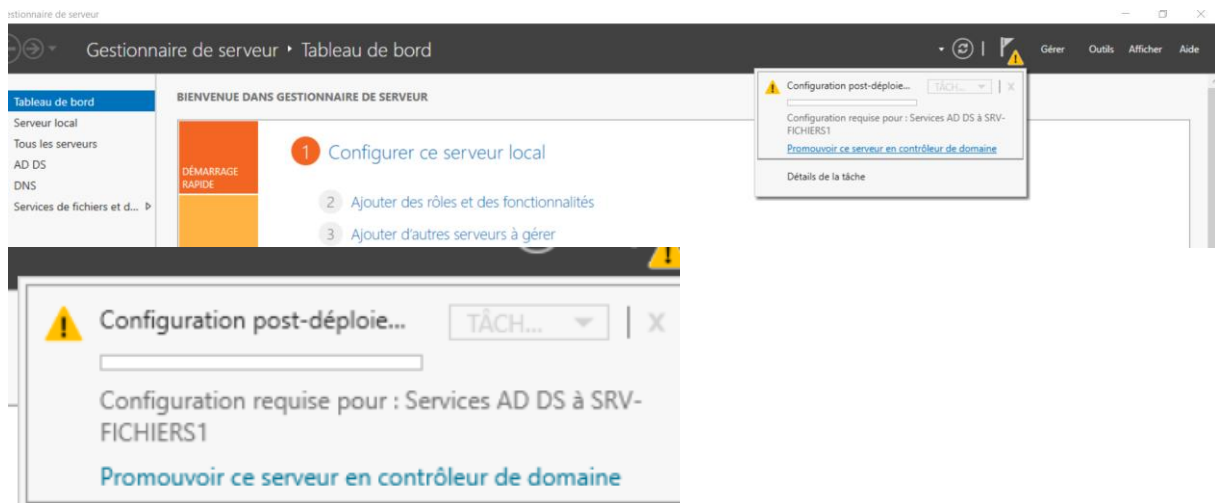 estionnaire de serveur
Gestionnaire de serveur • Tableau de bord
Gérer Outils Afficher Aide
Tableau de bord
Serveur local
Tous les serveurs
AD DS
DNS
Services de fichiers et d...
BIENVENUE DANS GESTIONNAIRE DE SERVEUR
DÉMARRAGE
RAPIDE
1 Configurer ce serveur local
2 Ajouter des rôles et des fonctionnalités
3 Ajouter d'autres serveurs à gérer
Configuration post-déploie... TÂCH... X
Configuration requise pour : Services AD DS à SRV-
FICHIERS1
Promouvoir ce serveur en contrôleur de domaine
Détails de la tâche
Configuration post-déploie... TÂCH... X
Configuration requise pour : Services AD DS à SRV-
FICHIERS1
Promouvoir ce serveur en contrôleur de domaine